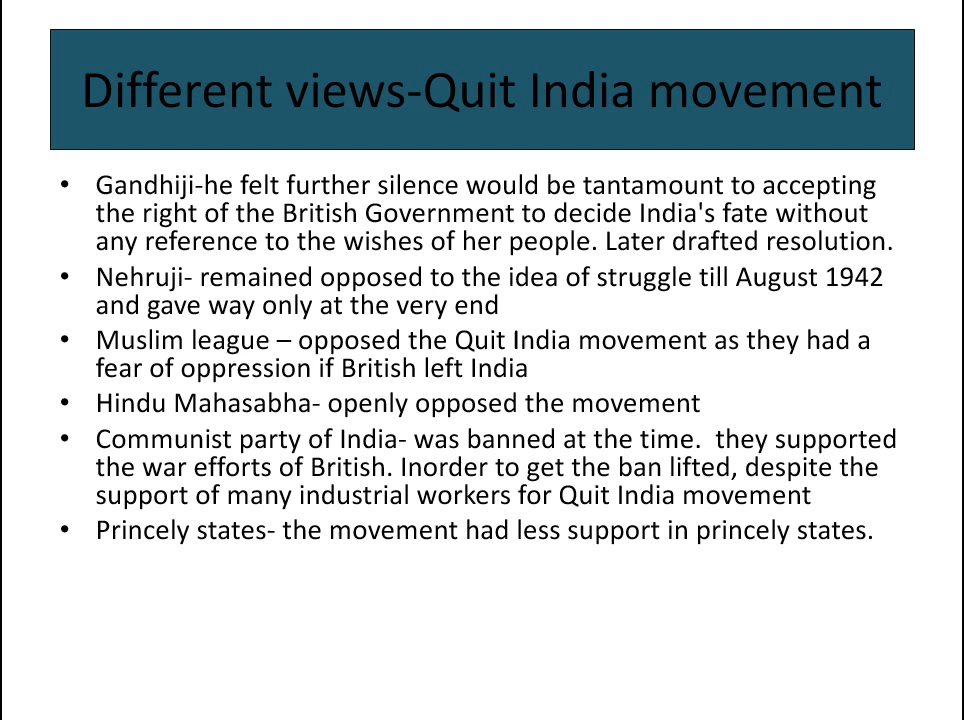 Different views-Quit India movement
• Gandhiji-he felt further silence would be tantamount to accepting
the right of the British Government to decide India's fate without
any reference to the wishes of her people. Later drafted resolution.
• Nehruji- remained opposed to the idea of struggle till August 1942
and gave way only at the very end
• Muslim league – opposed the Quit India movement as they had a
fear of oppression if British left India
• Hindu Mahasabha- openly opposed the movement
• Communist party of India- was banned at the time.  they supported
the war efforts of British. Inorder to get the ban lifted, despite the
support of many industrial workers for Quit India movement
• Princely states- the movement had less support in princely states.